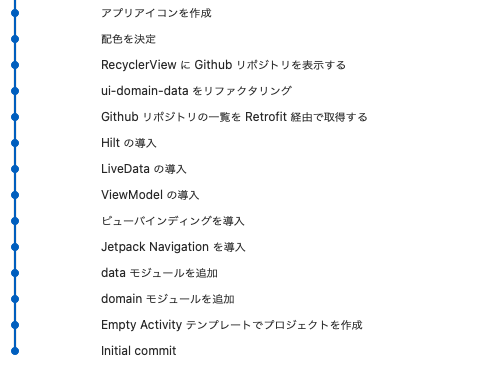 アプリアイコンを作成
配色を決定
RecyclerView に Github リポジトリを表示する
ui-domain-data をリファクタリング
Github リポジトリの一覧を Retrofit 経由で取得する
Hilt の導入
LiveData の導入
ViewModel の導入
ビューバインディングを導入
Jetpack Navigation を導入
data モジュールを追加
domain モジュールを追加
Empty Activity テンプレートでプロジェクトを作成
Initial commit